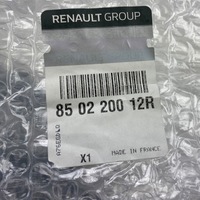 RENAULT GROUP
85 02 200 12R
X1
MADE IN FRANCE